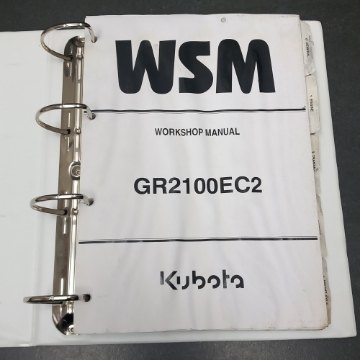 WSM
WORKSHOP MANUAL
GR2100EC2
Kubota